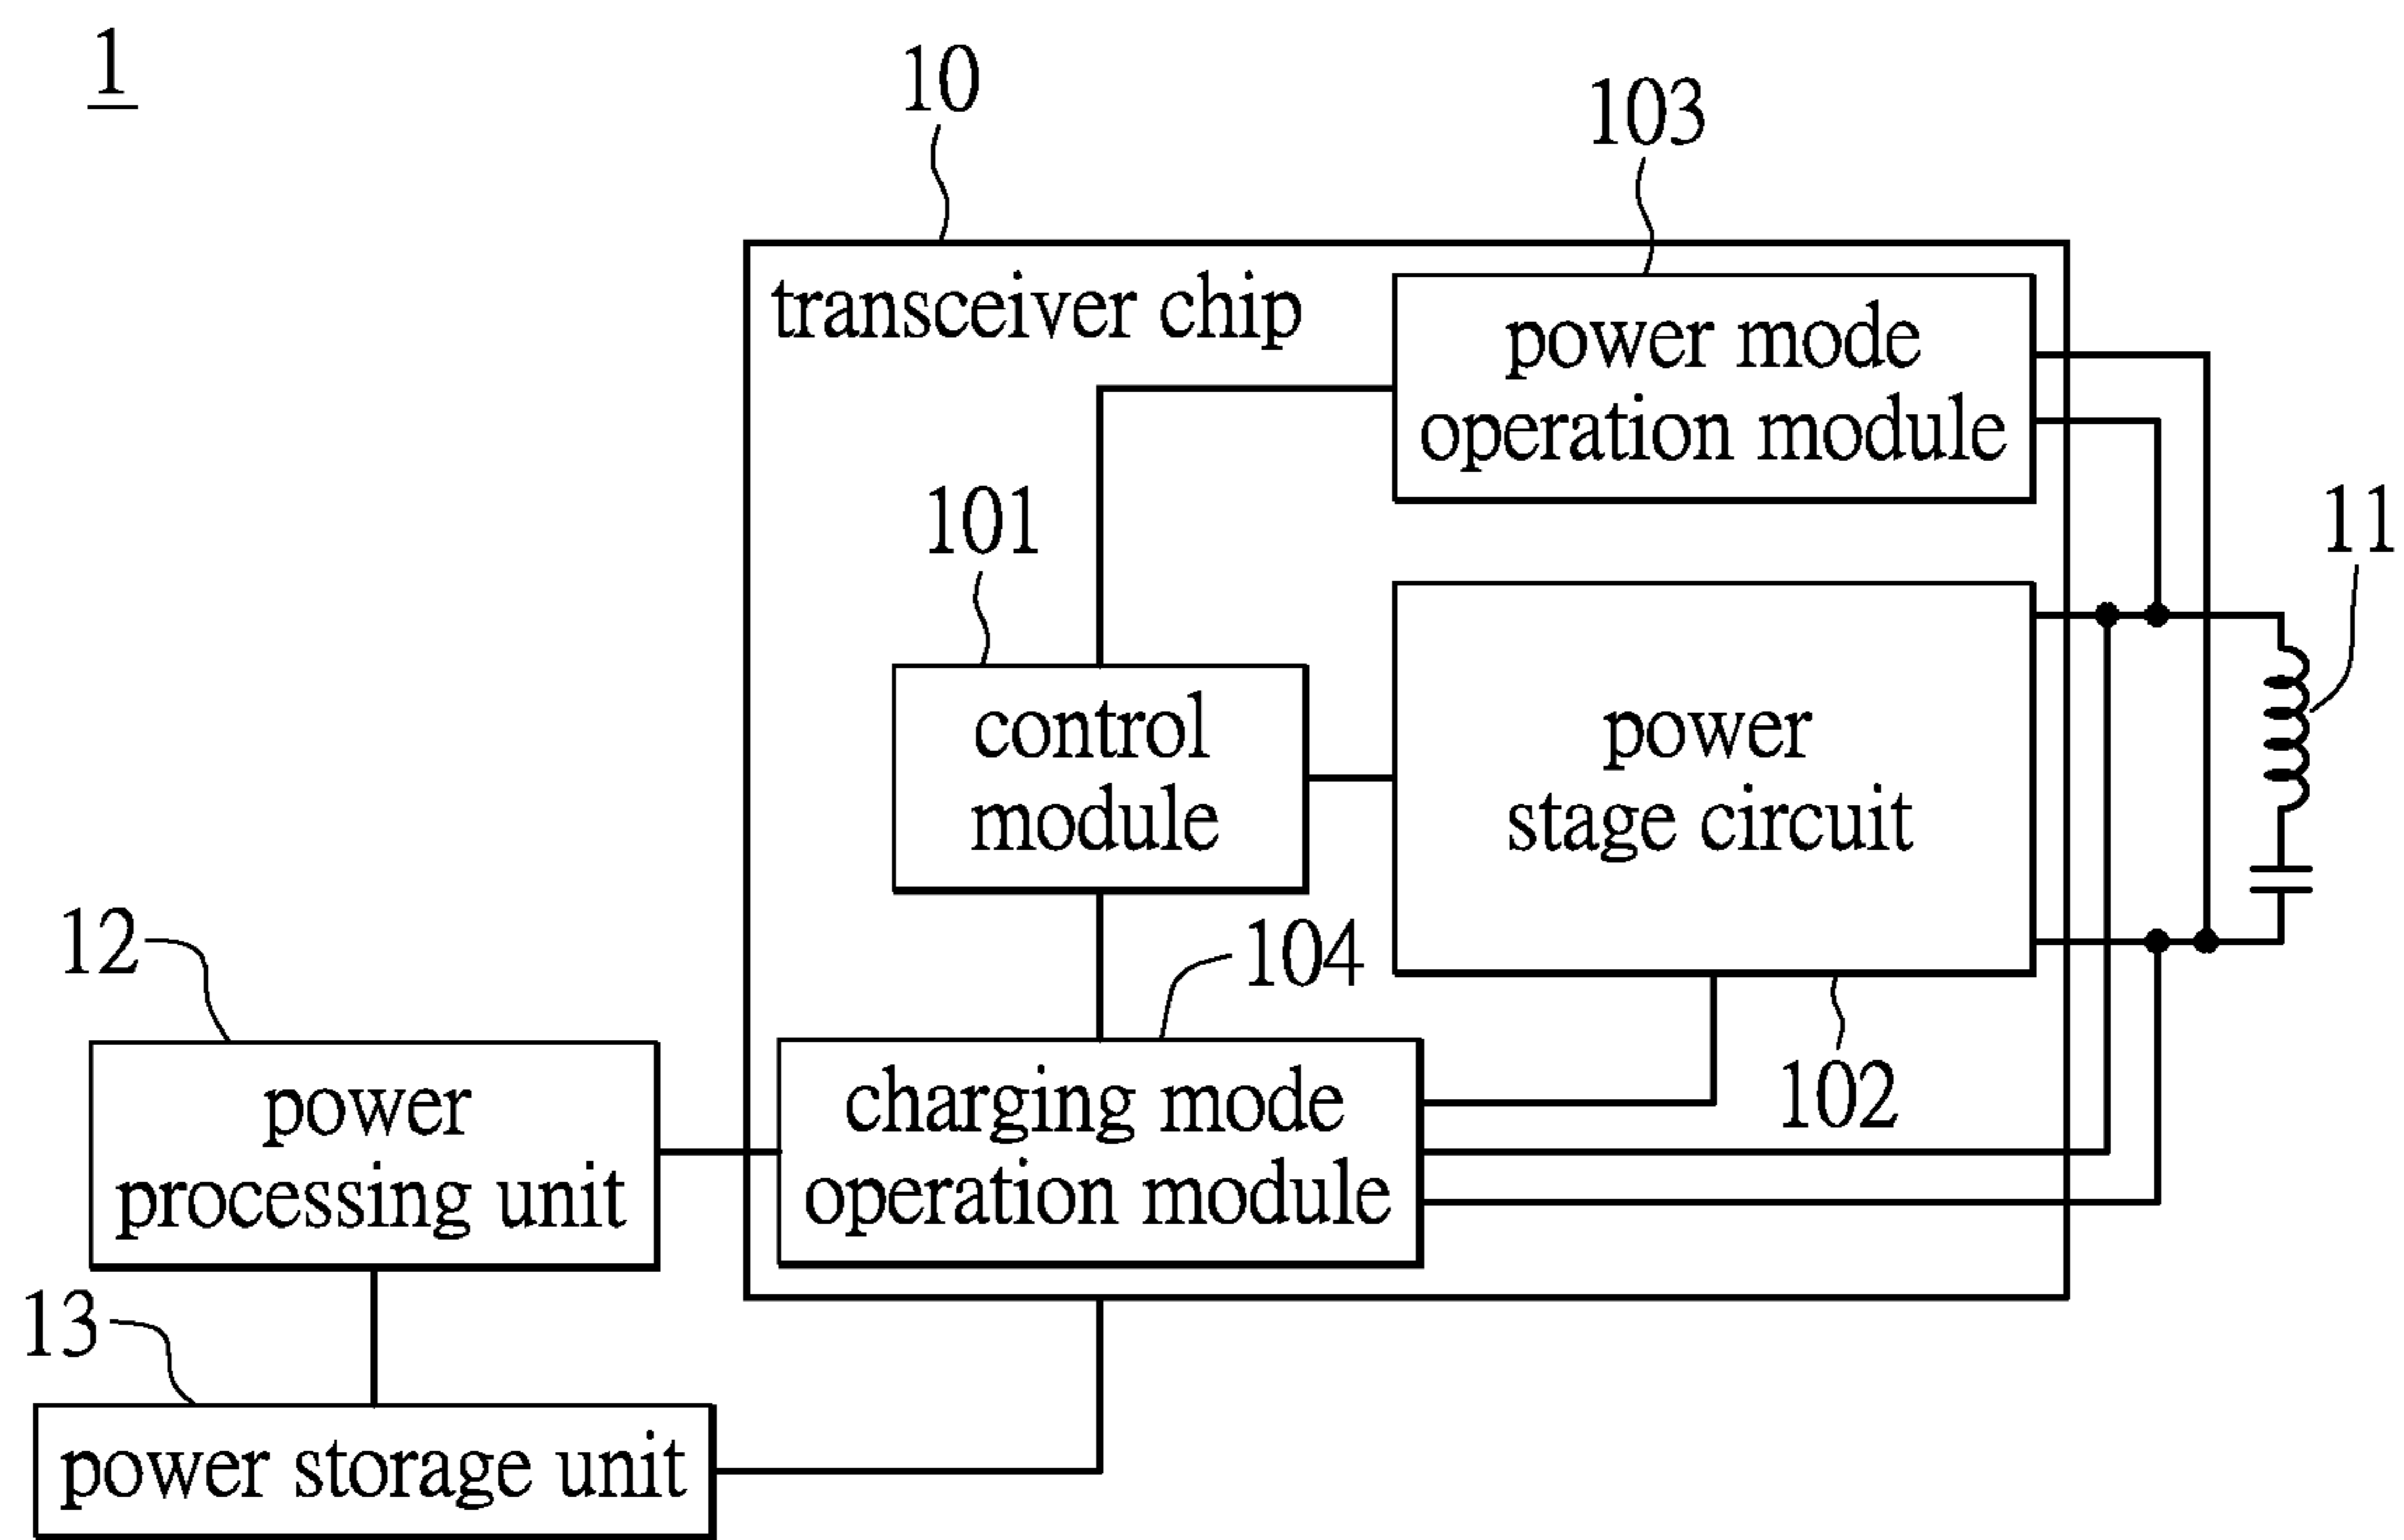 1
10
103
transceiver chip
power mode
operation module
101
11
control
module
power
stage circuit
12
104
102
power
processing unit
charging mode
operation module
13
power storage unit